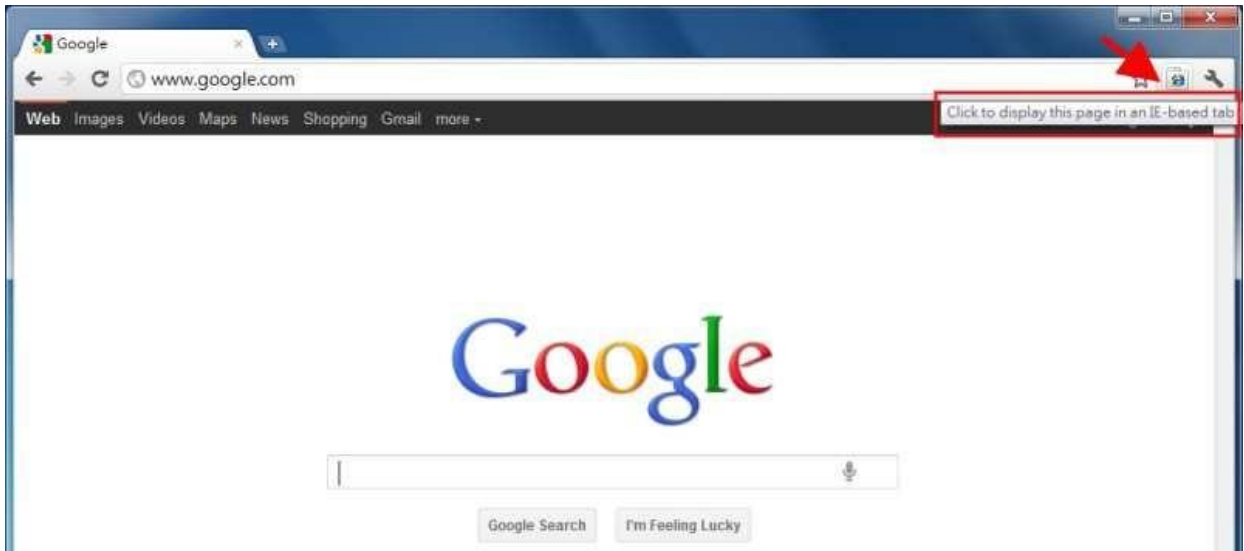 Google
www.google.com
Web Images Videos Maps News Shopping Gmail more
Click to display this page in an IE-based tab
Google
Google Search I'm Feeling Lucky